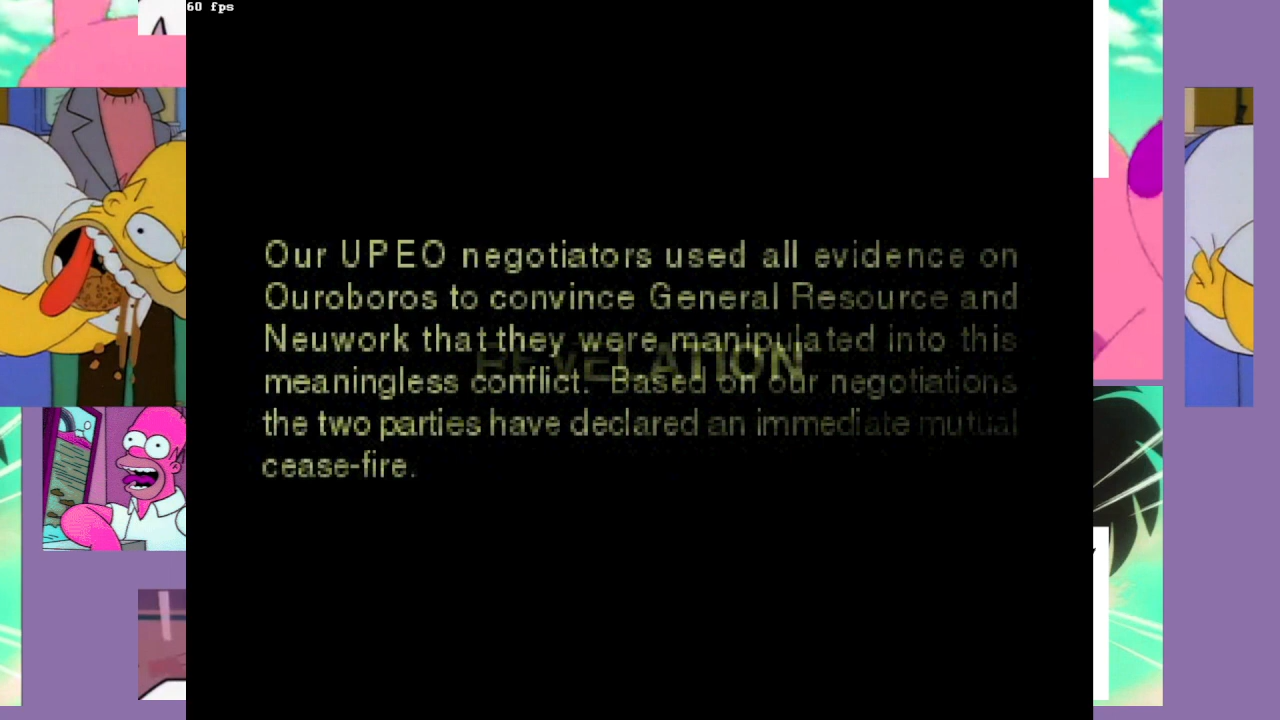 60 fps
Our UPEO negotiators used all evidence on
Ouroboros to convince General Resource and
Neuwork that they were manipulated into this
REVELATION
meaningless conflict. Based on our negotiations
the two parties have declared an immediate mutual
cease-fire.